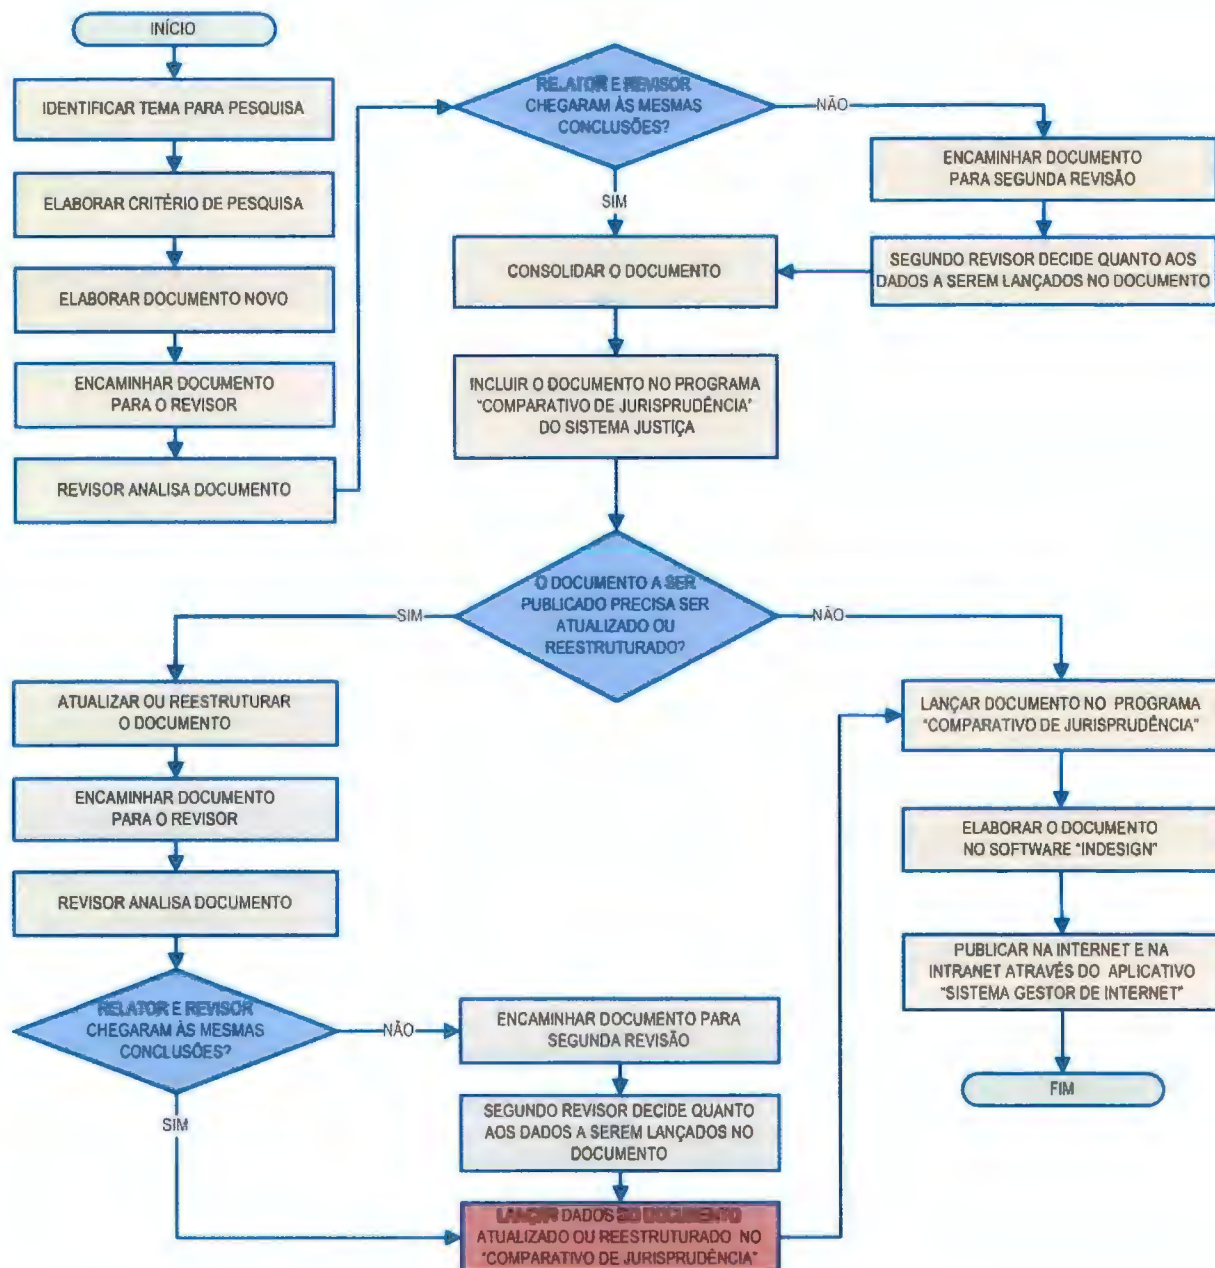 INÍCIO
IDENTIFICAR TEMA PARA PESQUISA
ELABORAR CRITÉRIO DE PESQUISA
ELABORAR DOCUMENTO NOVO
ENCAMINHAR DOCUMENTO
PARA O REVISOR
REVISOR ANALISA DOCUMENTO
RELATOR E REVISOR
CHEGARAM ÀS MESMAS
CONCLUSÕES?
NÃO
ENCAMINHAR DOCUMENTO
PARA SEGUNDA REVISÃO
SEGUNDO REVISOR DECIDE QUANTO AOS
DADOS A SEREM LANÇADOS NO DOCUMENTO
SIM
CONSOLIDAR O DOCUMENTO
INCLUIR O DOCUMENTO NO PROGRAMA
"COMPARATIVO DE JURISPRUDÊNCIA"
DO SISTEMA JUSTIÇA
O DOCUMENTO A SER
PUBLICADO PRECISA SER
ATUALIZADO OU
REESTRUTURADO?
SIM
NÃO
ATUALIZAR OU REESTRUTURAR
O DOCUMENTO
ENCAMINHAR DOCUMENTO
PARA O REVISOR
REVISOR ANALISA DOCUMENTO
RELATOR E REVISOR
CHEGARAM ÀS MESMAS
CONCLUSÕES?
NÃO
ENCAMINHAR DOCUMENTO PARA
SEGUNDA REVISÃO
SEGUNDO REVISOR DECIDE QUANTO
AOS DADOS A SEREM LANÇADOS NO
DOCUMENTO
SIM
LANÇAR DADOS DO DOCUMENTO
ATUALIZADO OU REESTRUTURADO NO
"COMPARATIVO DE JURISPRUDÊNCIA"
LANÇAR DOCUMENTO NO PROGRAMA
"COMPARATIVO DE JURISPRUDÊNCIA"
ELABORAR O DOCUMENTO
NO SOFTWARE "INDESIGN"
PUBLICAR NA INTERNET E NA
INTRANET ATRAVÉS DO APLICATIVO
"SISTEMA GESTOR DE INTERNET"
FIM